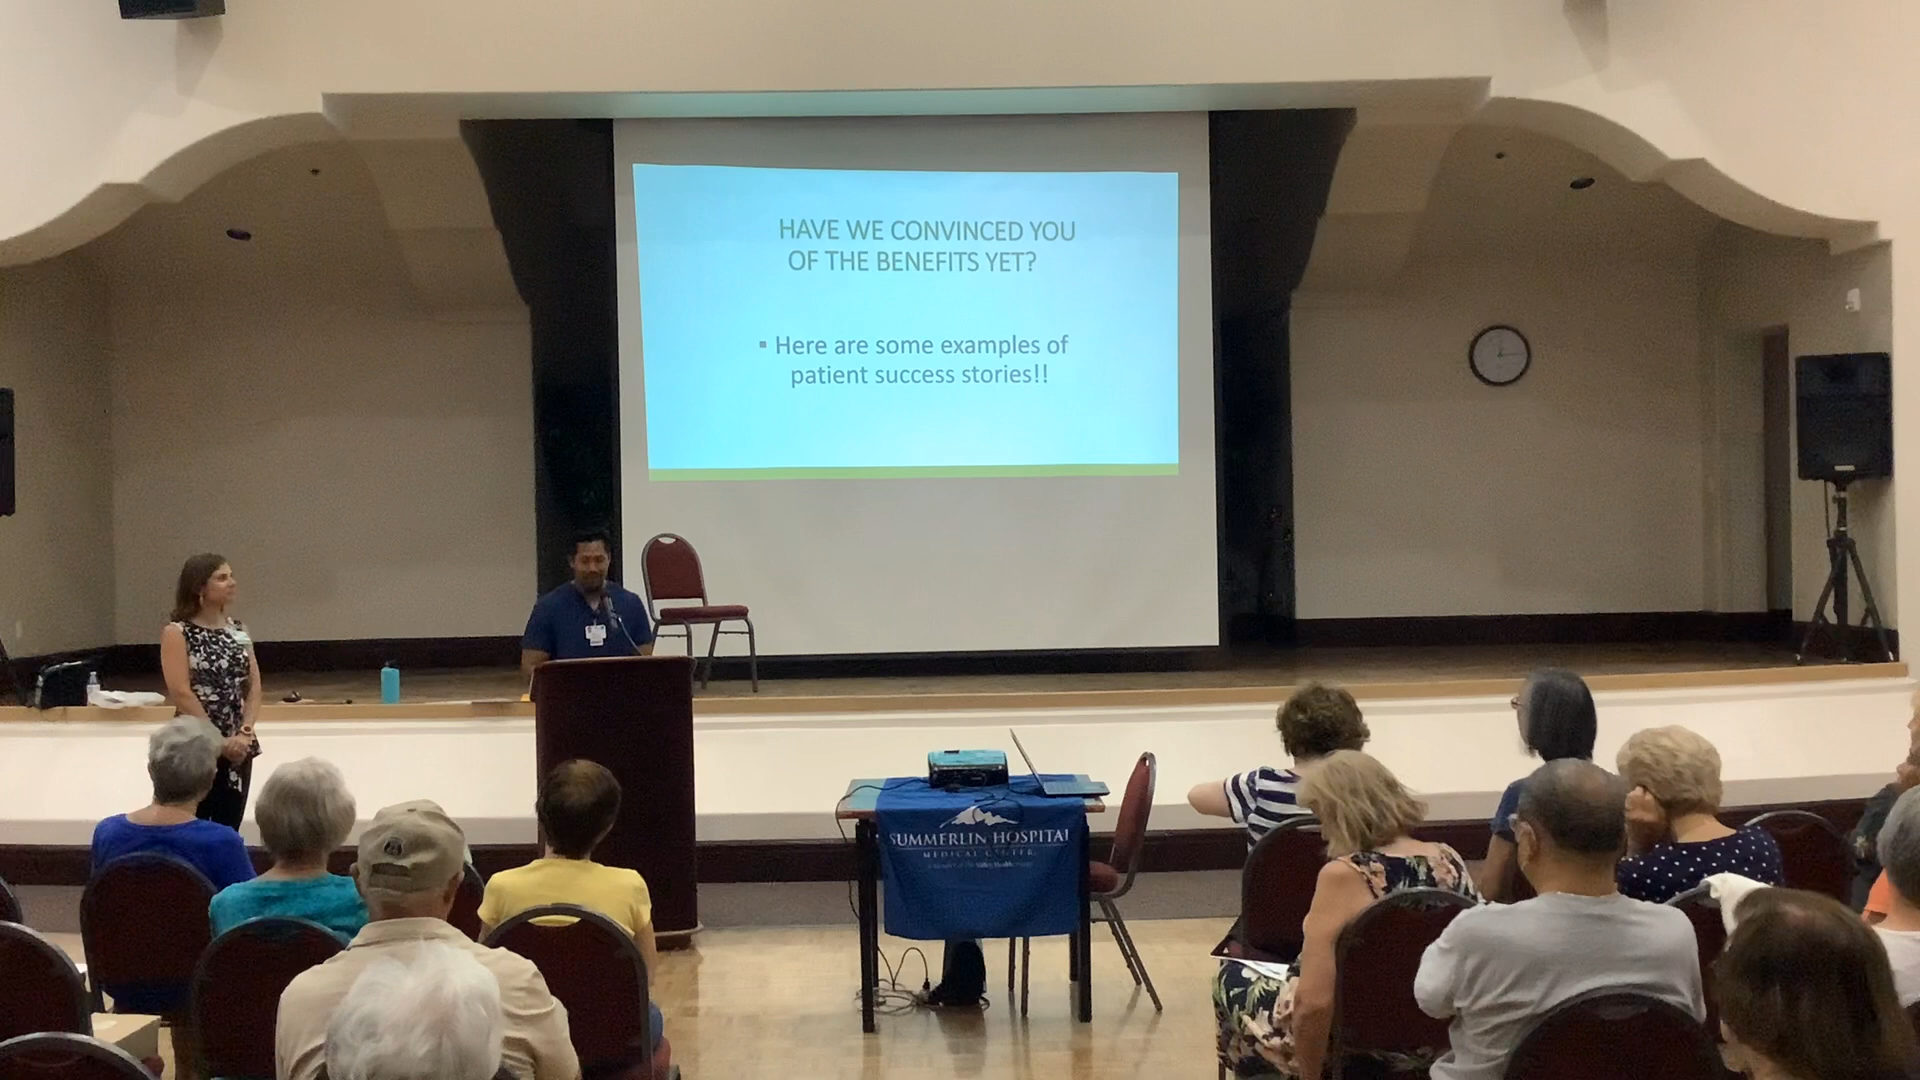 HAVE WE CONVINCED YOU
OF THE BENEFITS YET?
▪ Here are some examples of
patient success stories!!
SUMMERLIN HOSPITAL
MEDICAL CENTER